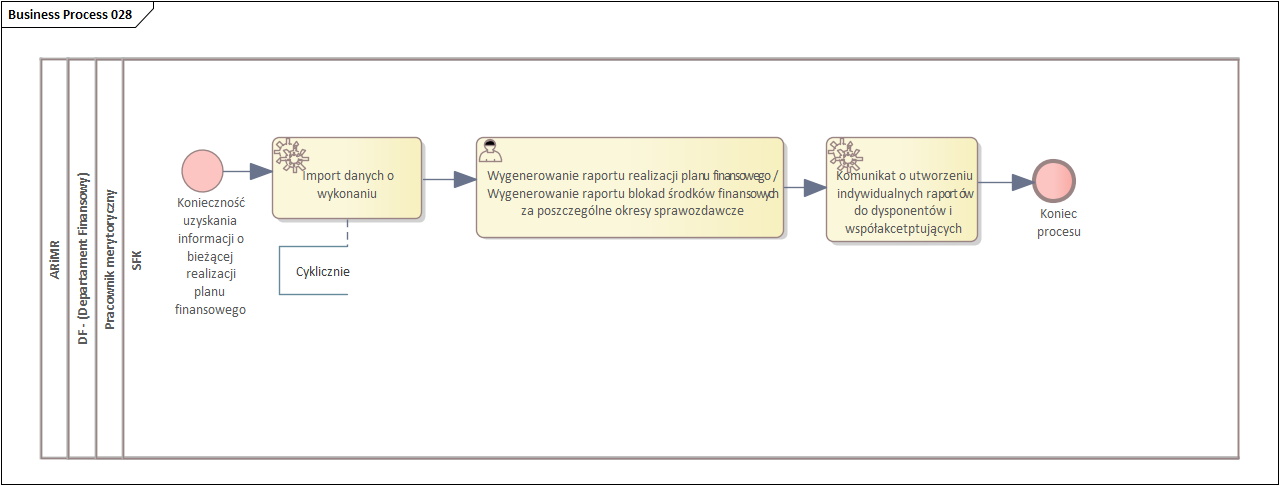 Business Process 028
ARiMR
DF - (Departament Finansowy)
Pracownik merytoryczny
SFK
Konieczność
uzyskania
informacji o
bieżącej
realizacji
planu
finansowego
Import danych o
wykonaniu
Cyklicznie
Wygenerowanie raportu realizacji planu finansowego /
Wygenerowanie raportu blokad środków finansowych
za poszczególne okresy sprawozdawcze
Komunikat o utworzeniu
indywidualnych raportów
do dysponentów i
współakcetptujących
Koniec
procesu